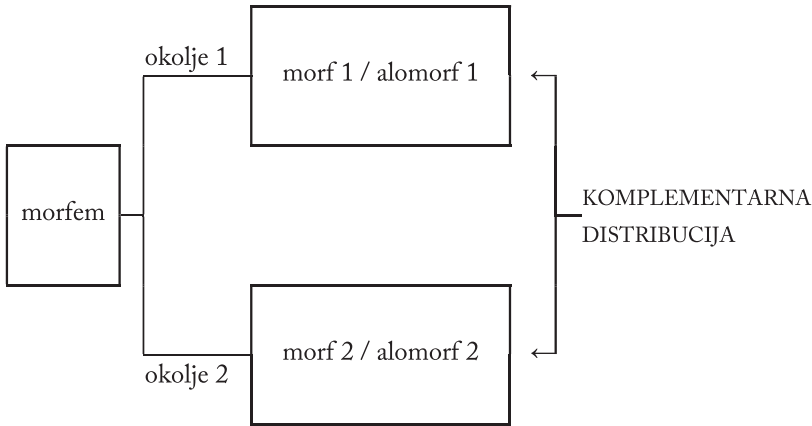 okolje 1
morf 1 / alomorf 1
morfem
KOMPLEMENTARNA
DISTRIBUCIJA
morf 2 / alomorf 2
okolje 2